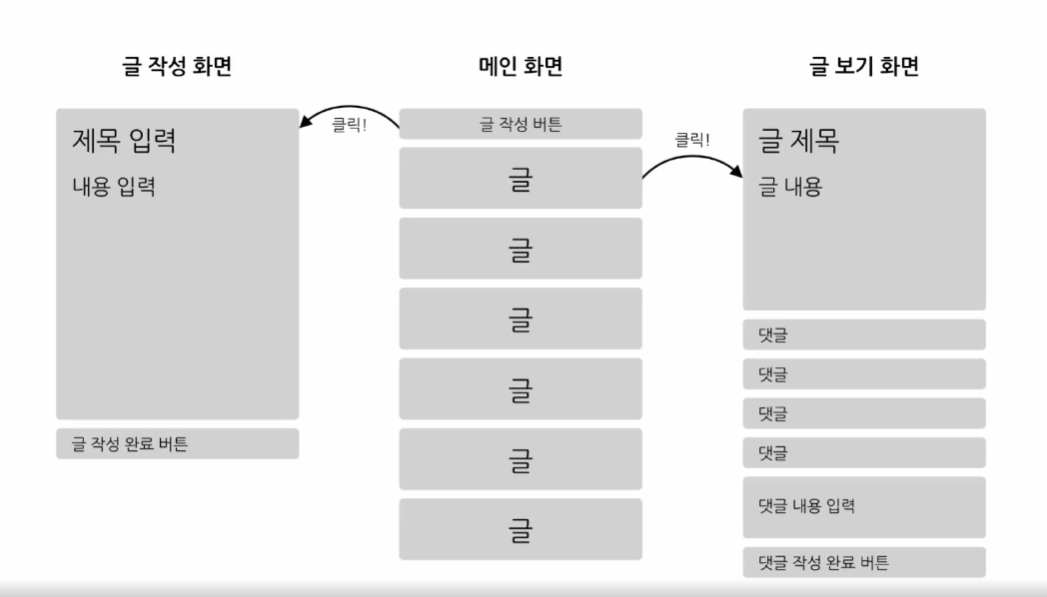 글 작성 화면
제목 입력
내용 입력
글 작성 완료 버튼
클릭!
메인 화면
글 작성 버튼
글
글
글
글
글
글
클릭!
글 보기 화면
글 제목
글 내용
댓글
댓글
댓글
댓글
댓글 내용 입력
댓글 작성 완료 버튼